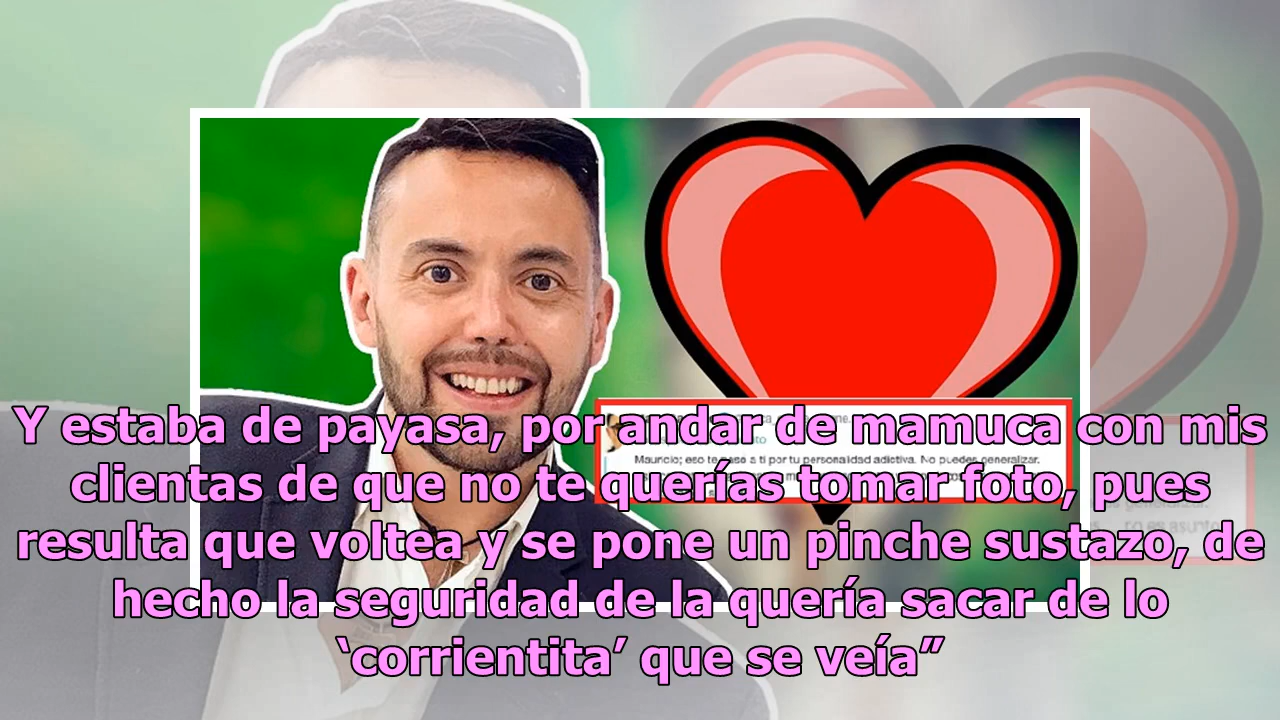 Y estaba de payasa, por andar de mamuca con mis
clientas de que no te querías tomar foto, pues
resulta que voltea y se pone un pinche sustazo, de
hecho la seguridad de la quería sacar de lo
‘corrientita’ que se veía”
Mauricio; eso te paso a ti por tu personalidad adictiva. No puedes generalizar.